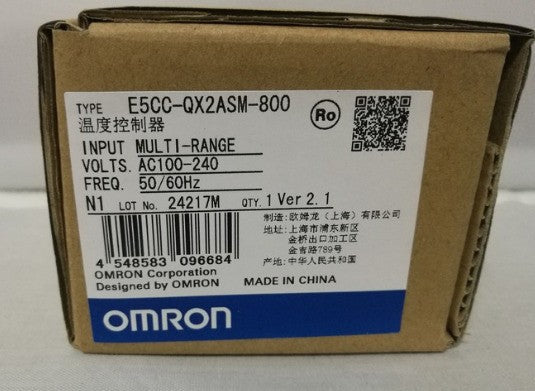 TYPE E5CC-QX2ASM-800
温度控制器
Ro
INPUT MULTI-RANGE
VOLTS. AC100-240
FREQ. 50/60Hz
N1 LOT No. 24217M QTY. 1 Ver 2.1
制造: 欧姆龙（上海）有限公司
地址: 上海市浦东新区
金桥出口加工区
金吉路789号
产地: 中华人民共和国
4 548583 096684
OMRON Corporation
Designed by OMRON MADE IN CHINA
OMRON